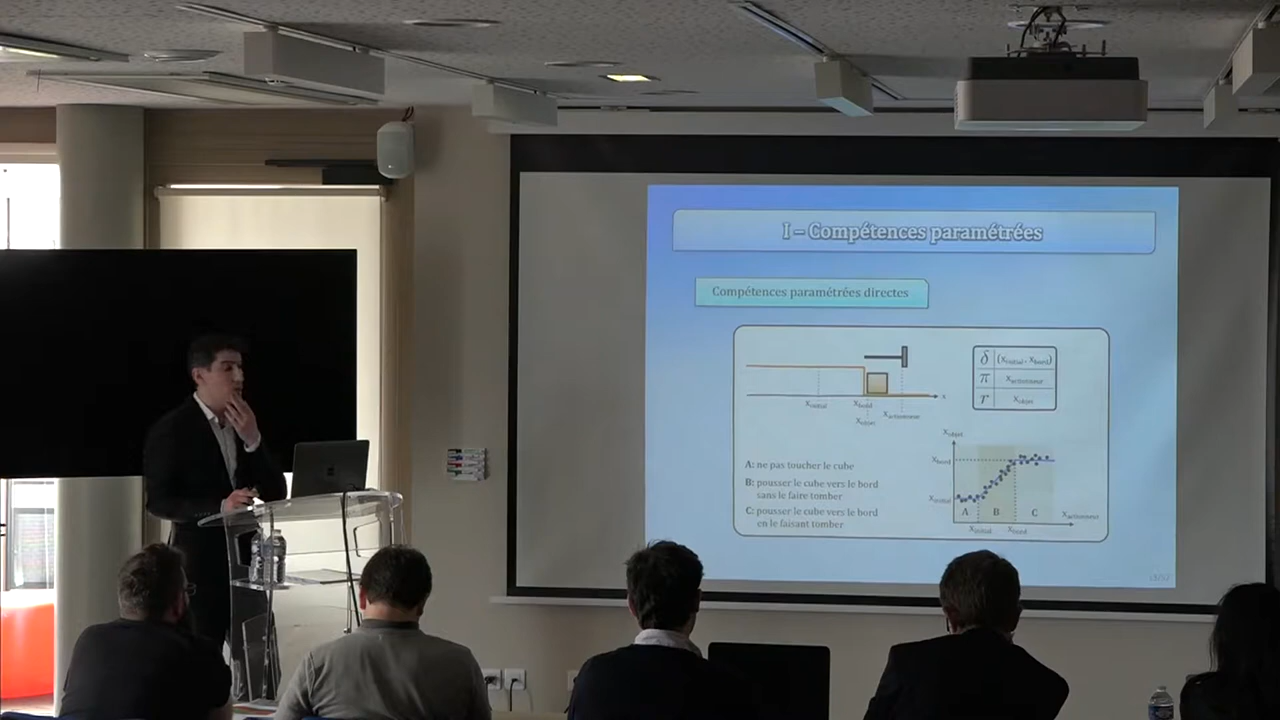 I – Compétences paramétrées
Compétences paramétrées directes
δ (x_initial, x_bord)
π x_actionneur
r x_objet
x
x_initial
x_bord
x_actionneur
x_objet
A: ne pas toucher le cube
B: pousser le cube vers le bord
sans le faire tomber
C: pousser le cube vers le bord
en le faisant tomber
x_objet
x_bord
x_initial
A B C
x_actionneur
x_initial x_bord